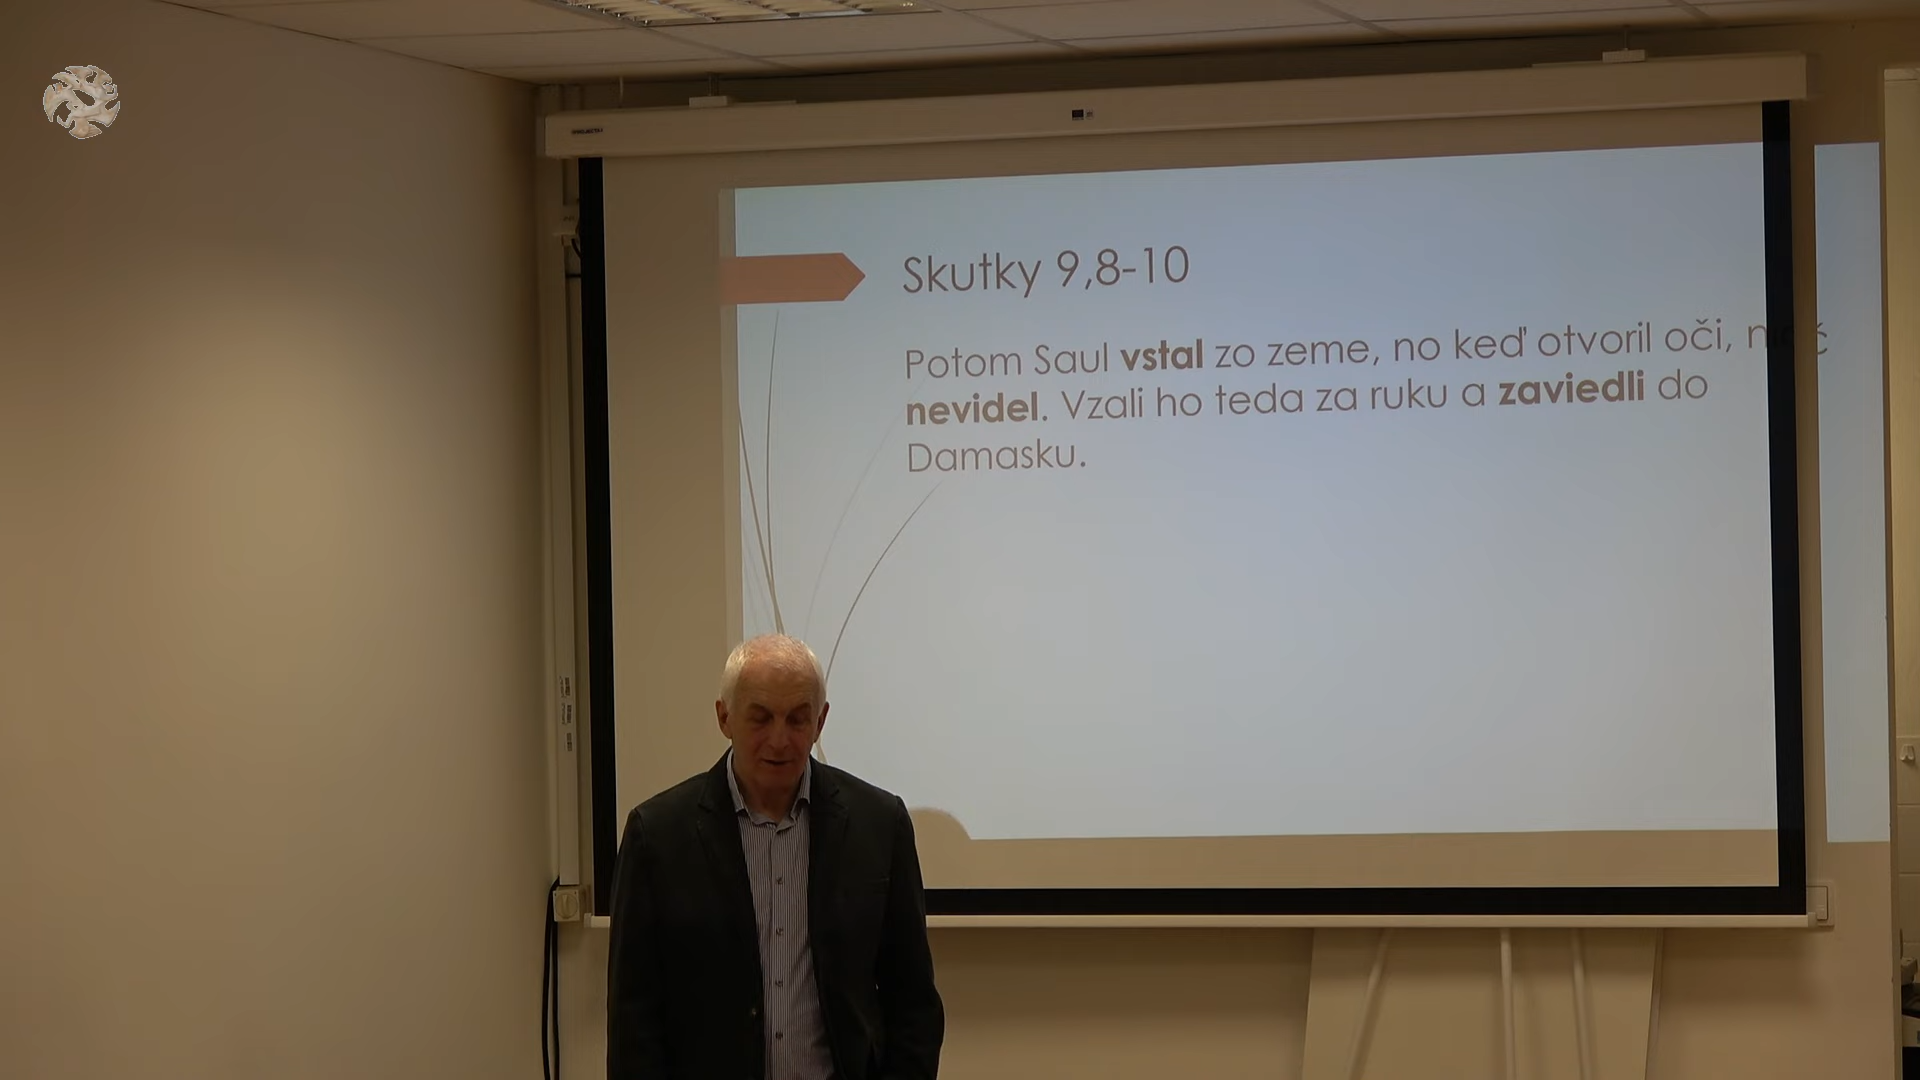 Skutky 9,8-10
Potom Saul vstal zo zeme, no keď otvoril oči,
nevidel. Vzali ho teda za ruku a zaviedli do
Damasku.